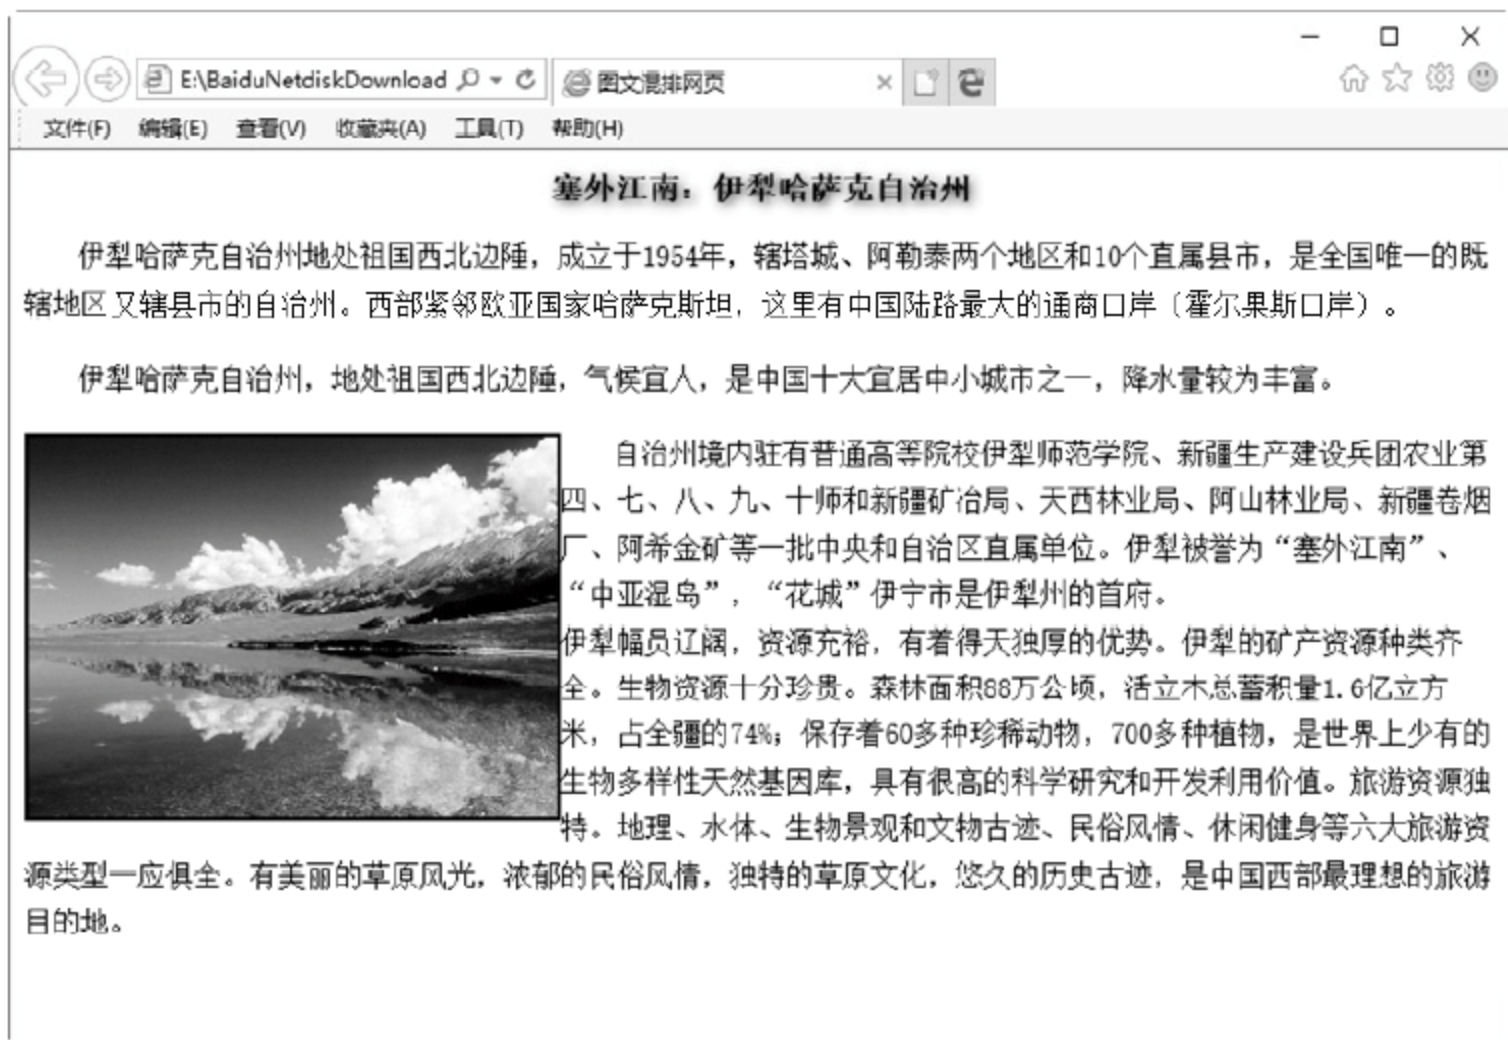 E:\BaiduNetdiskDownload
图文混排网页
文件(F) 编辑(E) 查看(V) 收藏夹(A) 工具(T) 帮助(H)
塞外江南：伊犁哈萨克自治州
伊犁哈萨克自治州地处祖国西北边陲，成立于1954年，辖塔城、阿勒泰两个地区和10个直属县市，是全国唯一的既
辖地区又辖县市的自治州。西部紧邻欧亚国家哈萨克斯坦，这里有中国陆路最大的通商口岸（霍尔果斯口岸）。
伊犁哈萨克自治州，地处祖国西北边陲，气候宜人，是中国十大宜居中小城市之一，降水量较为丰富。
自治州境内驻有普通高等院校伊犁师范学院、新疆生产建设兵团农业第
四、七、八、九、十师和新疆矿冶局、天西林业局、阿山林业局、新疆卷烟
厂、阿希金矿等一批中央和自治区直属单位。伊犁被誉为“塞外江南”、
“中亚湿岛”，“花城”伊宁市是伊犁州的首府。
伊犁幅员辽阔，资源充裕，有着得天独厚的优势。伊犁的矿产资源种类齐
全。生物资源十分珍贵。森林面积88万公顷，活立木总蓄积量1.6亿立方
米，占全疆的74%；保存着60多种珍稀动物，700多种植物，是世界上少有的
生物多样性天然基因库，具有很高的科学研究和开发利用价值。旅游资源独
特。地理、水体、生物景观和文物古迹、民俗风情、休闲健身等六大旅游资
源类型一应俱全。有美丽的草原风光，浓郁的民俗风情，独特的草原文化，悠久的历史古迹，是中国西部最理想的旅游
目的地。